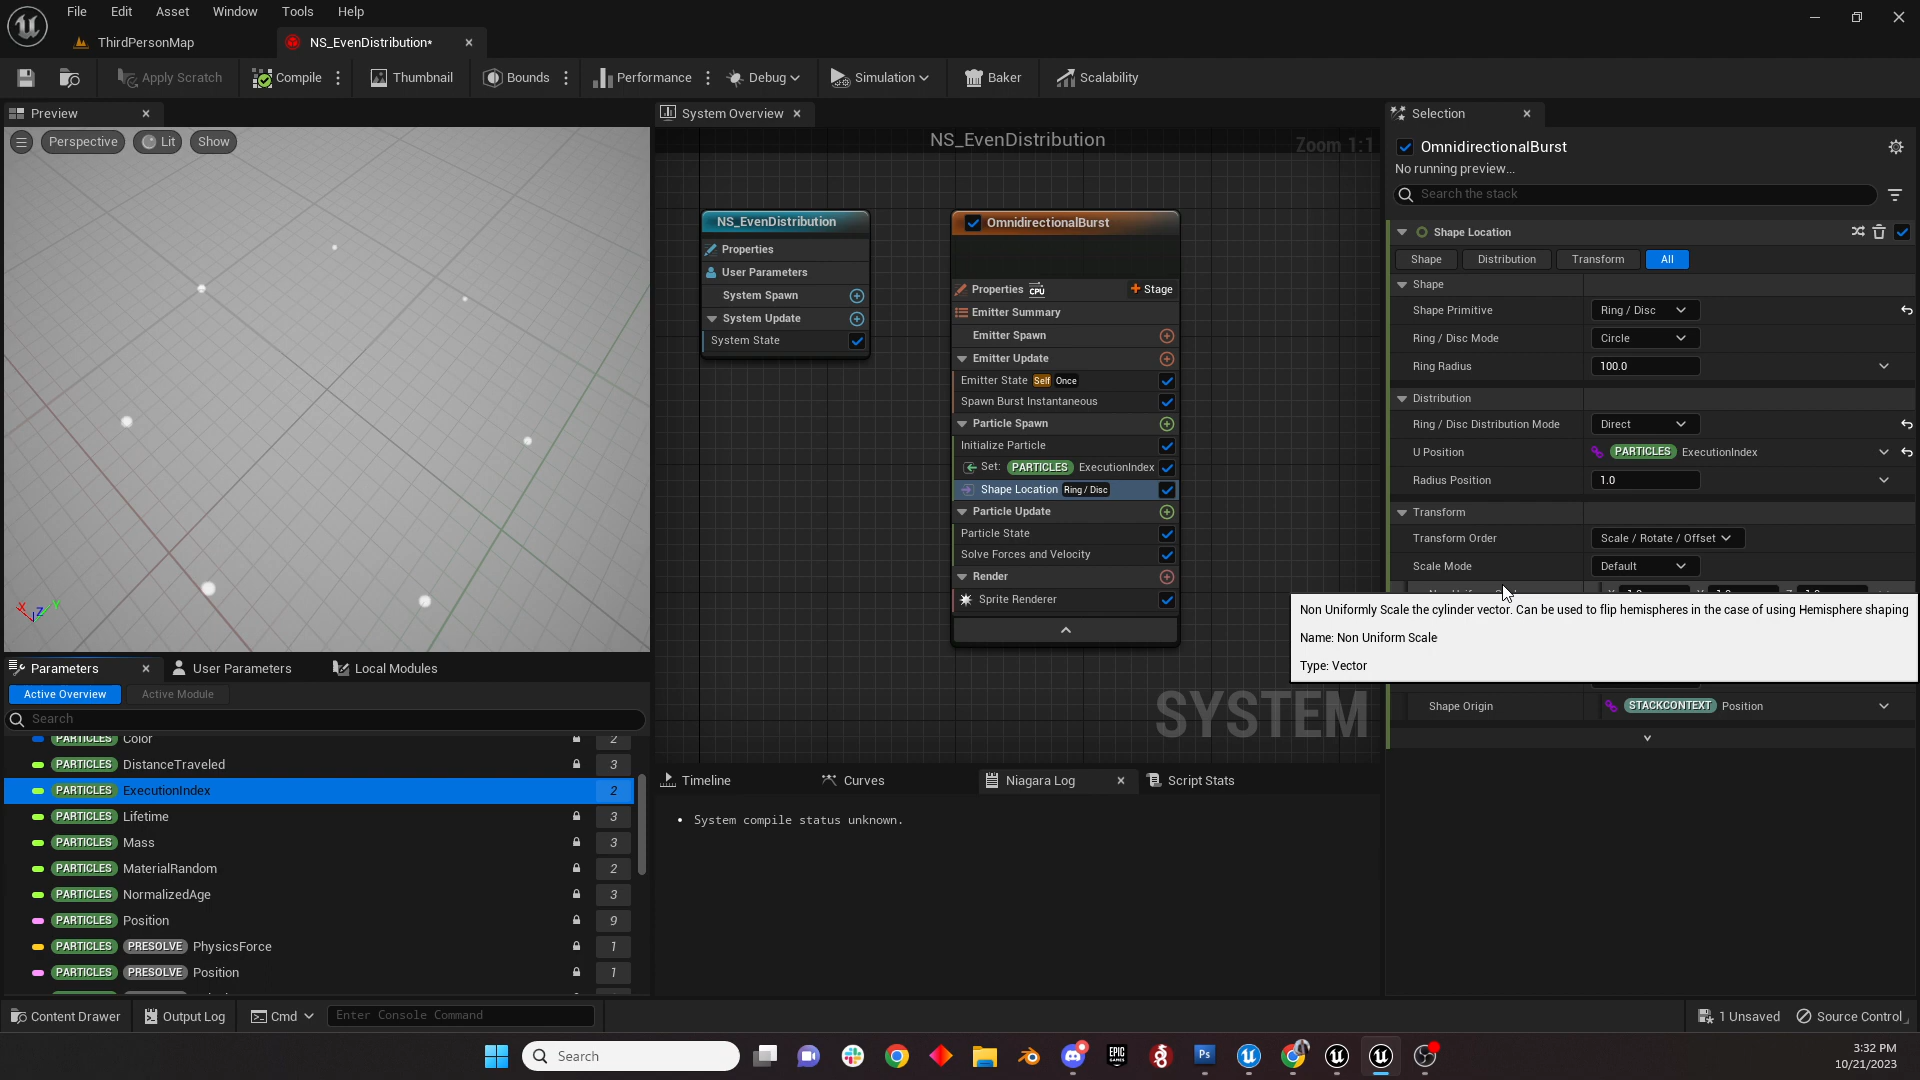 File Edit Asset Window Tools Help
ThirdPersonMap
NS_EvenDistribution*
Apply Scratch
Compile
Thumbnail
Bounds
Performance
Debug
Simulation
Baker
Scalability
Preview
Perspective
Lit
Show
X Z Y
System Overview
NS_EvenDistribution
Zoom 1:1
NS_EvenDistribution
Properties
User Parameters
System Spawn
System Update
System State
OmnidirectionalBurst
Properties CPU + Stage
Emitter Summary
Emitter Spawn
Emitter Update
Emitter State Self Once
Spawn Burst Instantaneous
Particle Spawn
Initialize Particle
Set: PARTICLES ExecutionIndex
Shape Location Ring / Disc
Particle Update
Particle State
Solve Forces and Velocity
Render
Sprite Renderer
SYSTEM
Selection
OmnidirectionalBurst
No running preview...
Search the stack
Shape Location
Shape Distribution Transform All
Shape
Shape Primitive Ring / Disc
Ring / Disc Mode Circle
Ring Radius 100.0
Distribution
Ring / Disc Distribution Mode Direct
U Position PARTICLES ExecutionIndex
Radius Position 1.0
Transform
Transform Order Scale / Rotate / Offset
Scale Mode Default
Non Uniformly Scale the cylinder vector. Can be used to flip hemispheres in the case of using Hemisphere shaping
Name: Non Uniform Scale
Type: Vector
Shape Origin STACKCONTEXT Position
Parameters
User Parameters
Local Modules
Active Overview
Active Module
Search
PARTICLES Color 2
PARTICLES DistanceTraveled 3
PARTICLES ExecutionIndex 2
PARTICLES Lifetime 3
PARTICLES Mass 3
PARTICLES MaterialRandom 2
PARTICLES NormalizedAge 3
PARTICLES Position 9
PARTICLES PRESOLVE PhysicsForce 1
PARTICLES PRESOLVE Position 1
Timeline
Curves
Niagara Log
Script Stats
System compile status unknown.
Content Drawer
Output Log
Cmd
Enter Console Command
1 Unsaved
Source Control
Search
EPIC GAMES
Ps
3:32 PM
10/21/2023